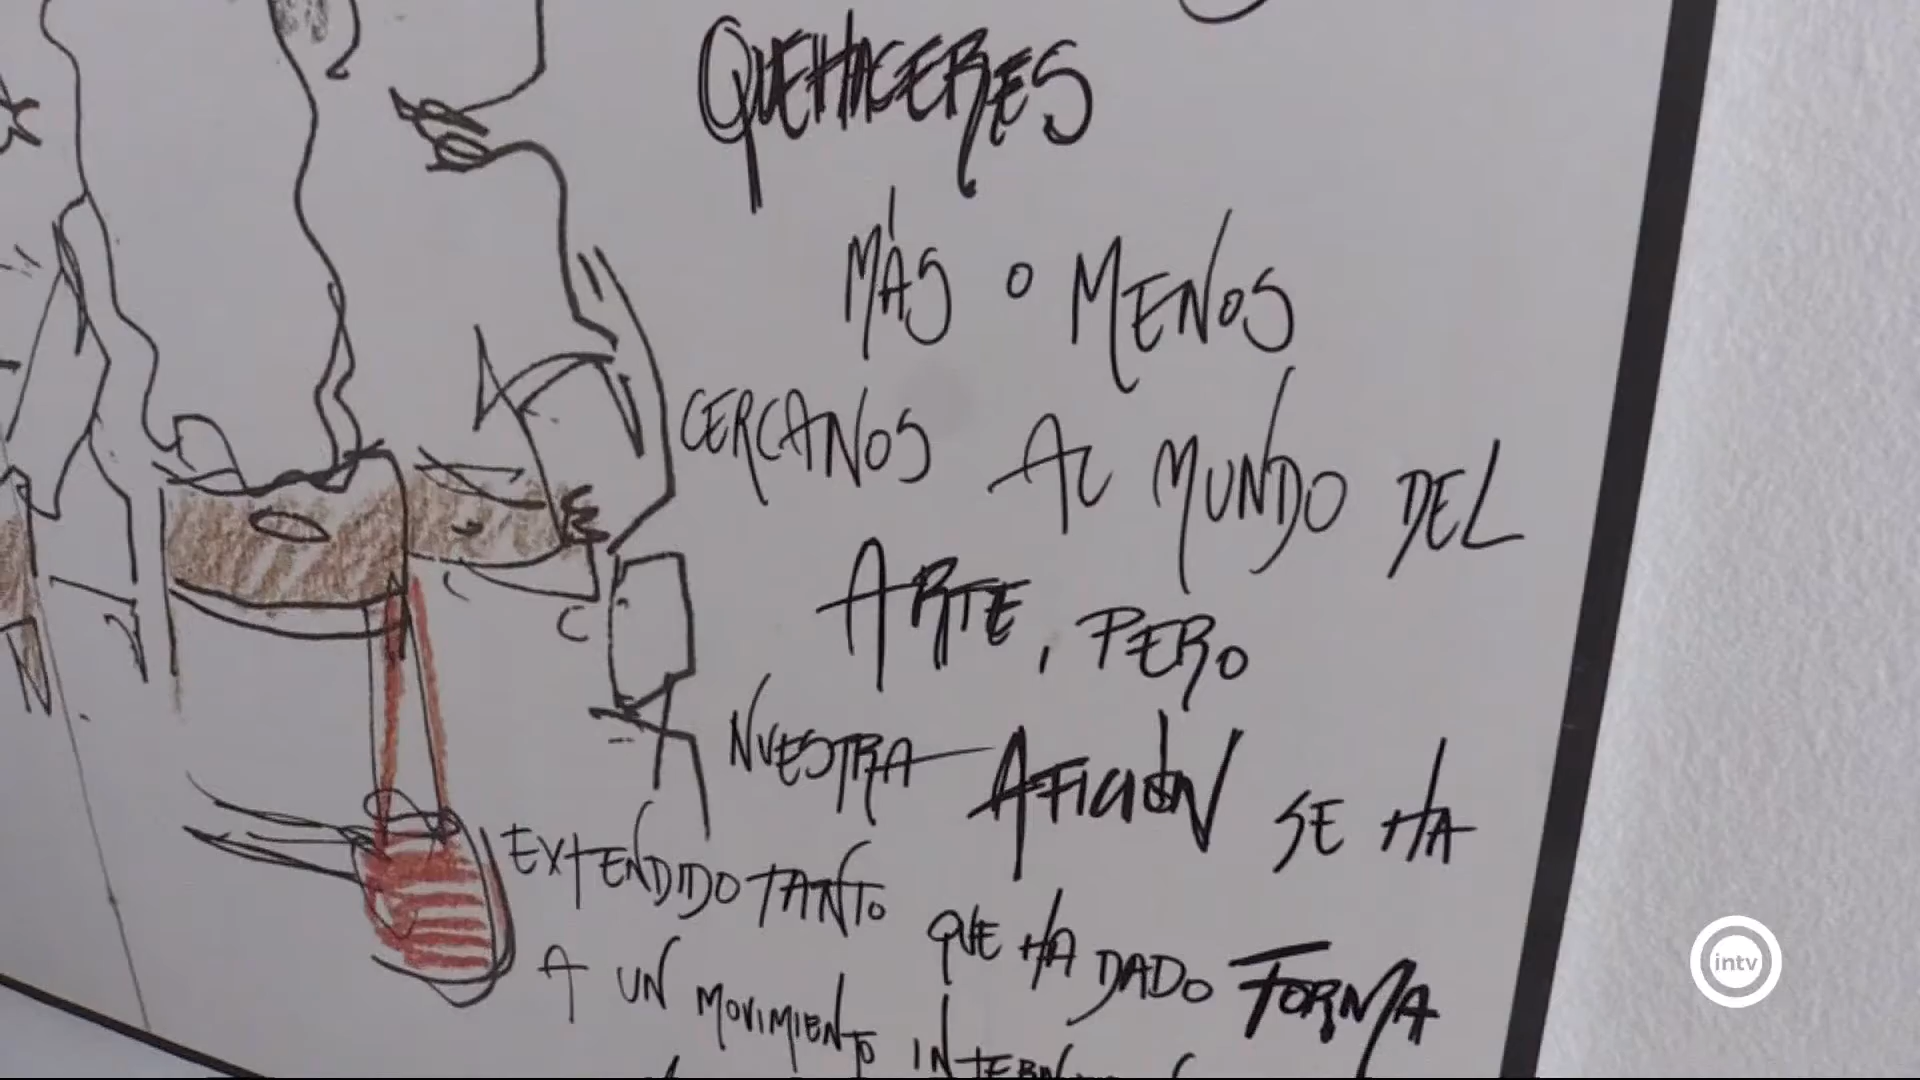 QUEHACERES
MÁS O MENOS
CERCANOS AL MUNDO DEL
ARTE, PERO
NUESTRA AFICIÓN SE HA
EXTENDIDO TANTO
QUE HA DADO FORMA
A UN MOVIMIENTO
intv